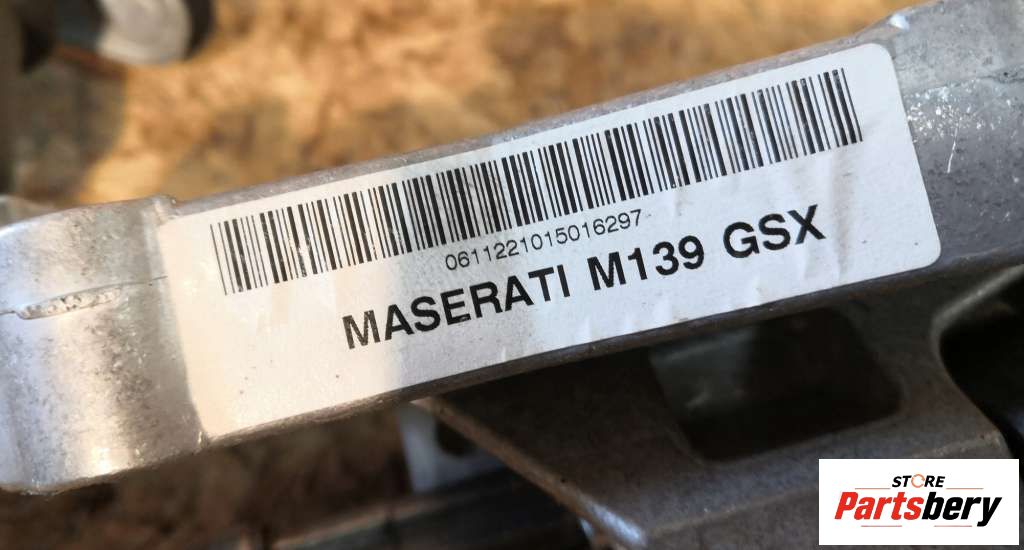 0611221015016297
MASERATI M139 GSX
STORE
Partsbery